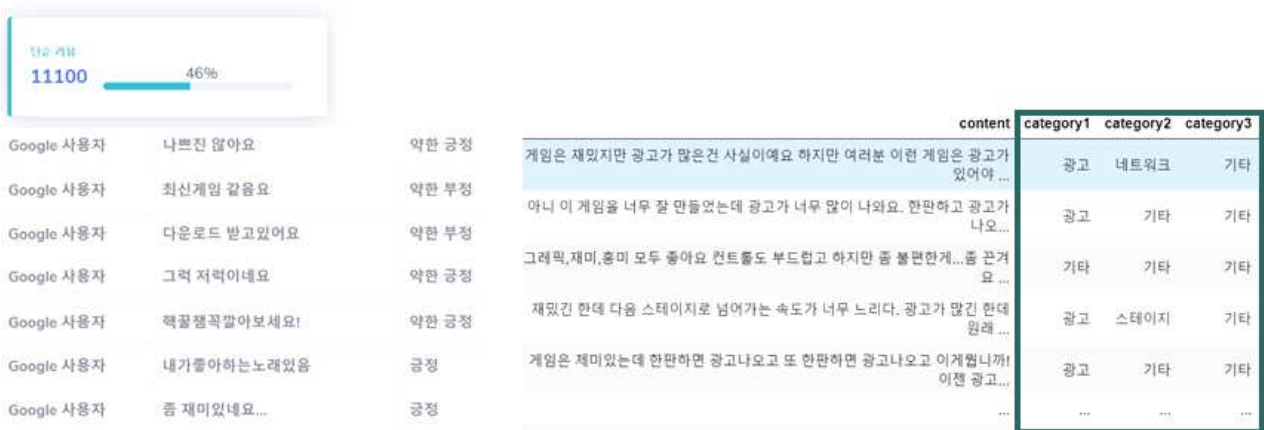 단순 리뷰
11100 46%
Google 사용자 나쁘진 않아요 약한 긍정
Google 사용자 최신게임 같음요 약한 부정
Google 사용자 다운로드 받고있어요 약한 부정
Google 사용자 그럭 저럭이네요 약한 긍정
Google 사용자 핵꿀잼꼭깔아보세요! 약한 긍정
Google 사용자 내가좋아하는노래있음 긍정
Google 사용자 좀 재미있네요... 긍정
content category1 category2 category3
게임은 재밌지만 광고가 많은건 사실이예요 하지만 여러분 이런 게임은 광고가 광고 네트워크 기타
있어야 ...
아니 이 게임을 너무 잘 만들었는데 광고가 너무 많이 나와요. 한판하고 광고가 광고 기타 기타
나오...
그래픽,재미,흥미 모두 좋아요 컨트롤도 부드럽고 하지만 좀 불편한게...좀 끊겨 기타 기타 기타
요 ...
재밌긴 한데 다음 스테이지로 넘어가는 속도가 너무 느리다. 광고가 많긴 한데 광고 스테이지 기타
원래 ...
게임은 제미있는데 한판하면 광고나오고 또 한판하면 광고나오고 이게뭡니까! 광고 기타 기타
이젠 광고...
... ... ... ...